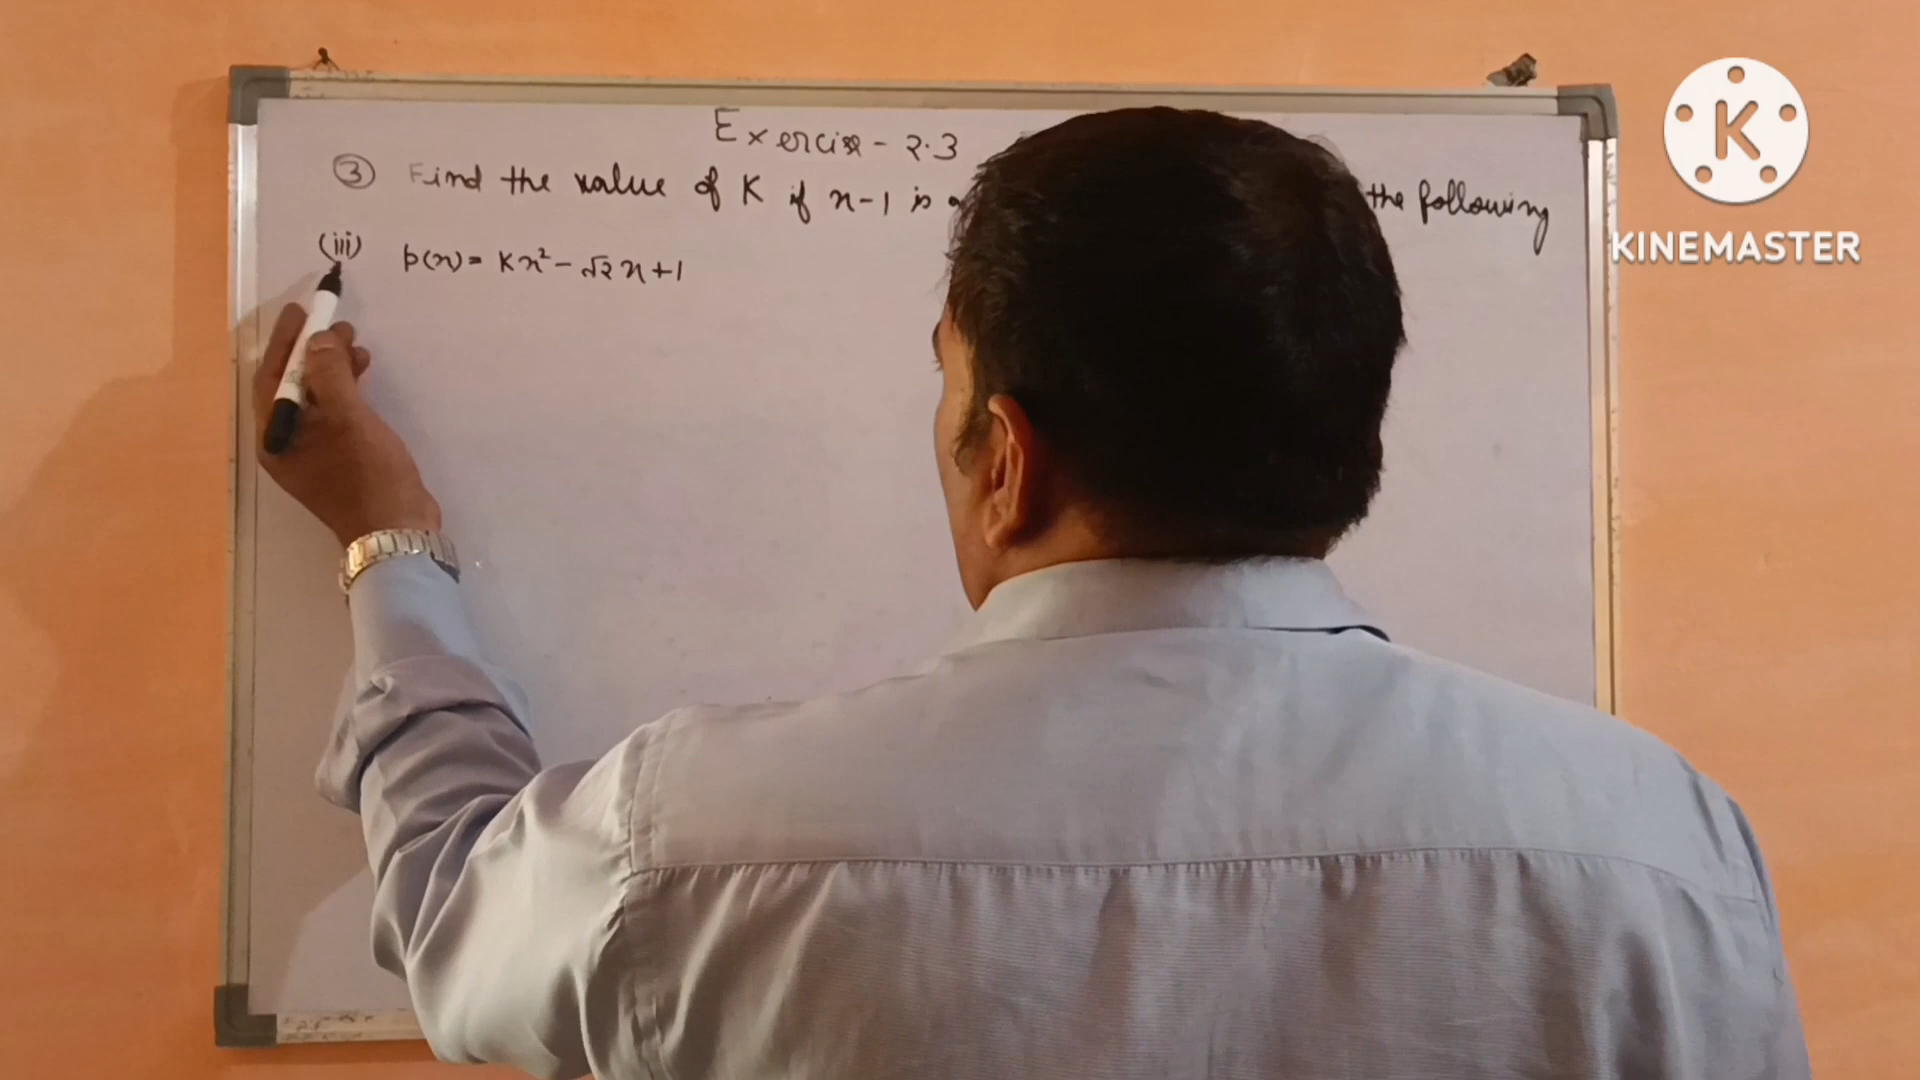 Exercise - 2.3
③ Find the value of K if x-1 is a the following
(iii) p(x) = Kx² - √2 x + 1
K
KINEMASTER